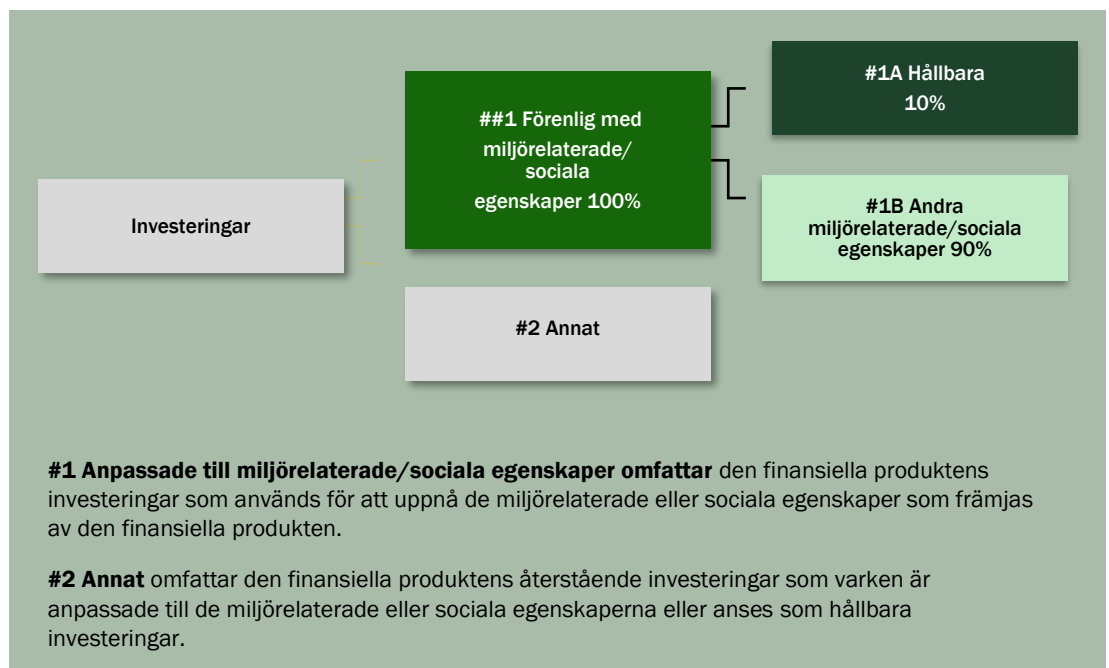 #1A Hållbara
10%
##1 Förenlig med
miljörelaterade/
sociala
egenskaper 100%
Investeringar
#1B Andra
miljörelaterade/sociala
egenskaper 90%
#2 Annat
#1 Anpassade till miljörelaterade/sociala egenskaper omfattar den finansiella produktens
investeringar som används för att uppnå de miljörelaterade eller sociala egenskaper som främjas
av den finansiella produkten.
#2 Annat omfattar den finansiella produktens återstående investeringar som varken är
anpassade till de miljörelaterade eller sociala egenskaperna eller anses som hållbara
investeringar.